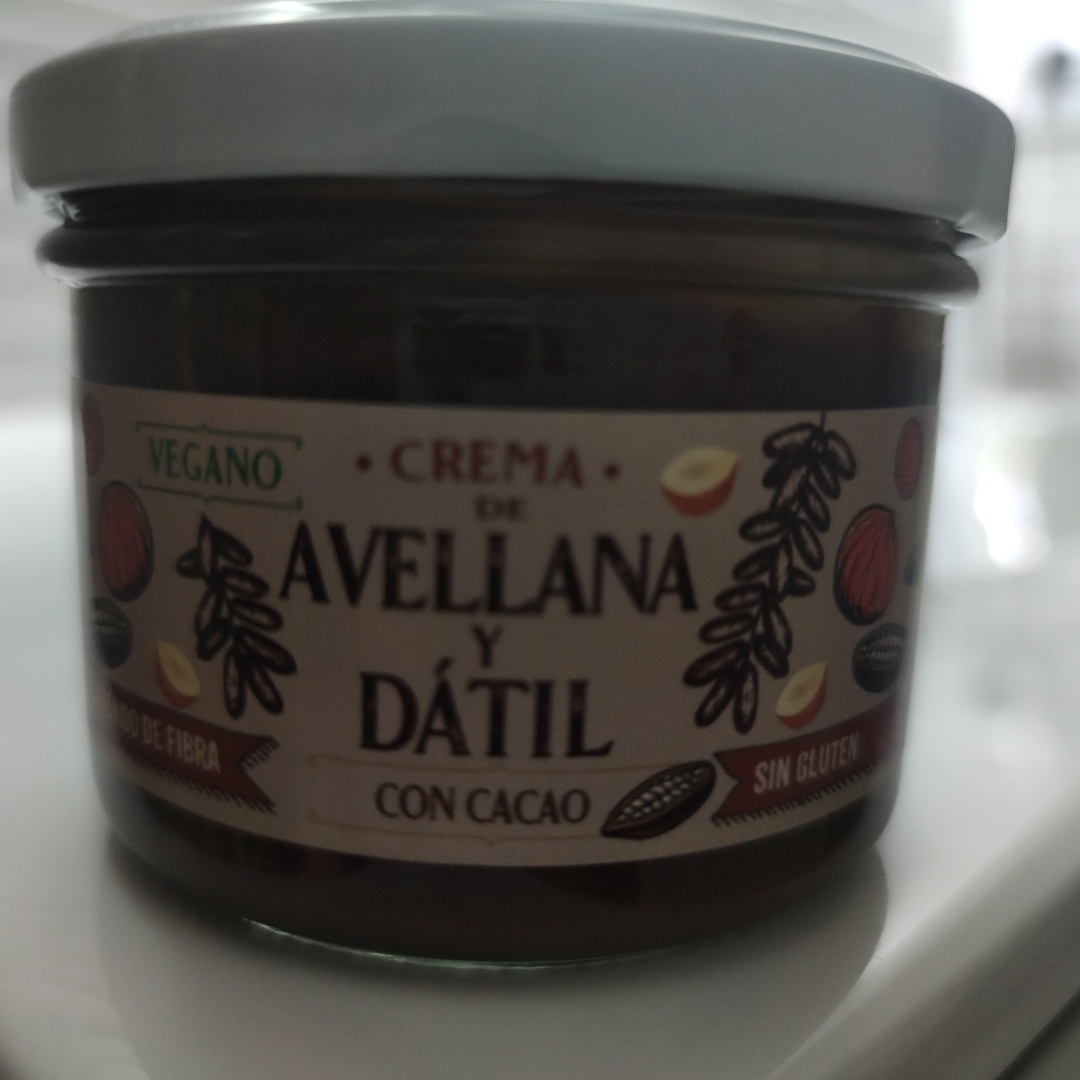 VEGANO
• CREMA •
DE
AVELLANA
Y
DÁTIL
CON CACAO
DE FIBRA
SIN GLUTEN